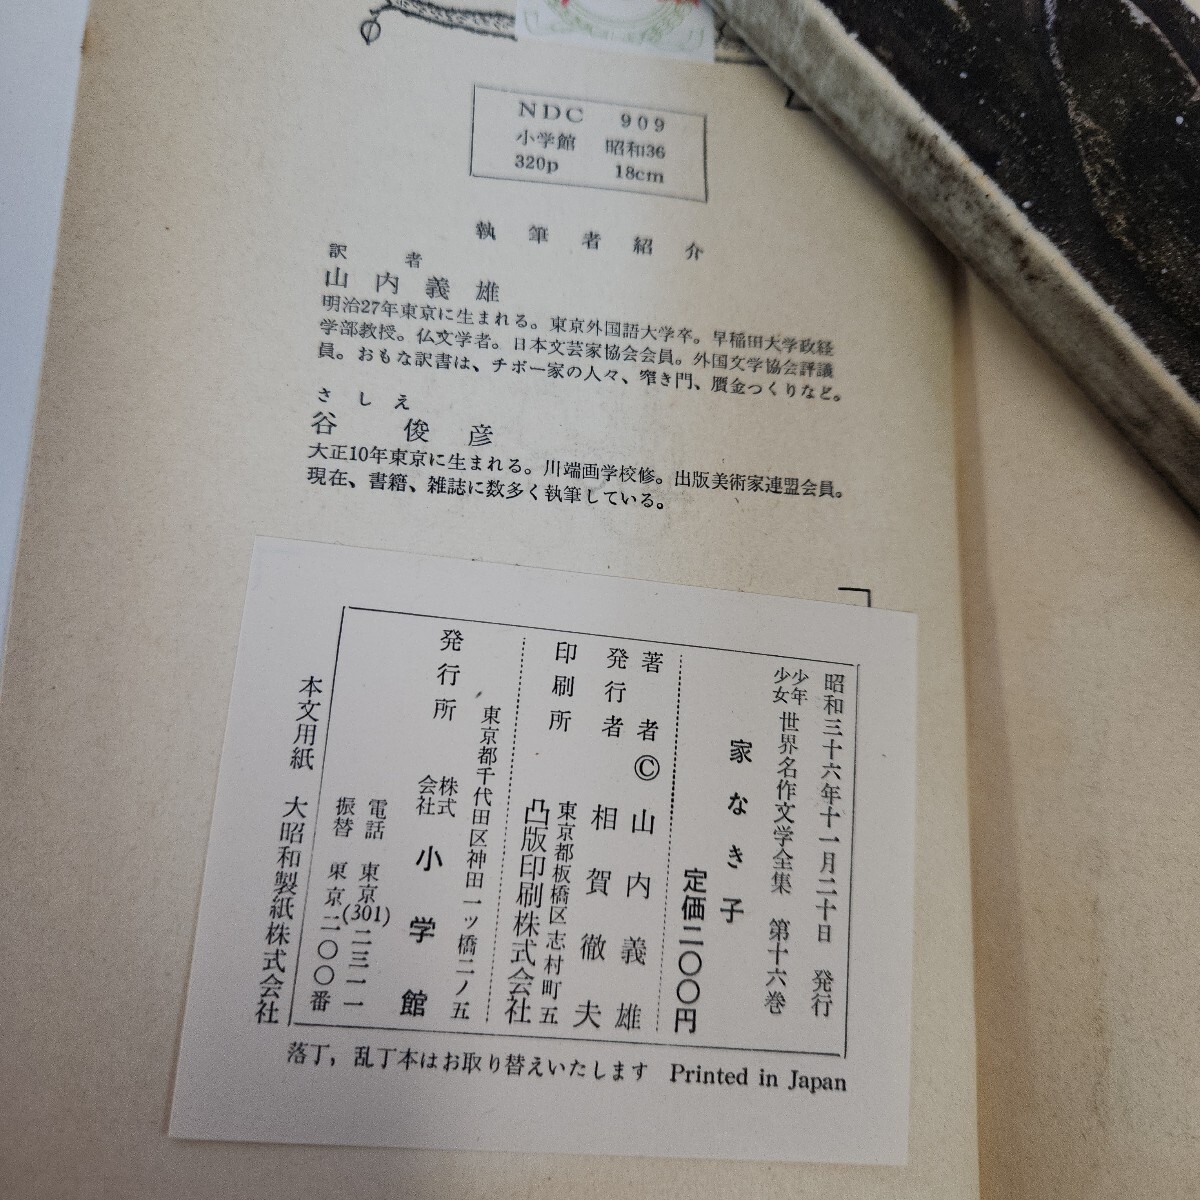 NDC 909
小学館 昭和36
320p 18cm
執筆者紹介
訳者
山内義雄
明治27年東京に生まれる。東京外国語大学卒。早稲田大学政経
学部教授。仏文学者。日本文芸家協会会員。外国文学協会評議
員。おもな訳書は、チボー家の人々、窄き門、贋金つくりなど。
さしえ
谷俊彦
大正10年東京に生まれる。川端画学校修。出版美術家連盟会員。
現在、書籍、雑誌に数多く執筆している。
昭和三十六年十一月二十日 発行
少年少女 世界名作文学全集 第十六巻
家なき子
定価二〇〇円
著者 © 山内義雄
発行者 相賀徹夫
東京都板橋区志村町五
印刷所 凸版印刷株式会社
東京都千代田区神田一ッ橋二ノ五
発行所 株式会社 小学館
電話 東京(301)二三一一
振替 東京二〇〇番
本文用紙 大昭和製紙株式会社
落丁, 乱丁本はお取り替えいたします Printed in Japan